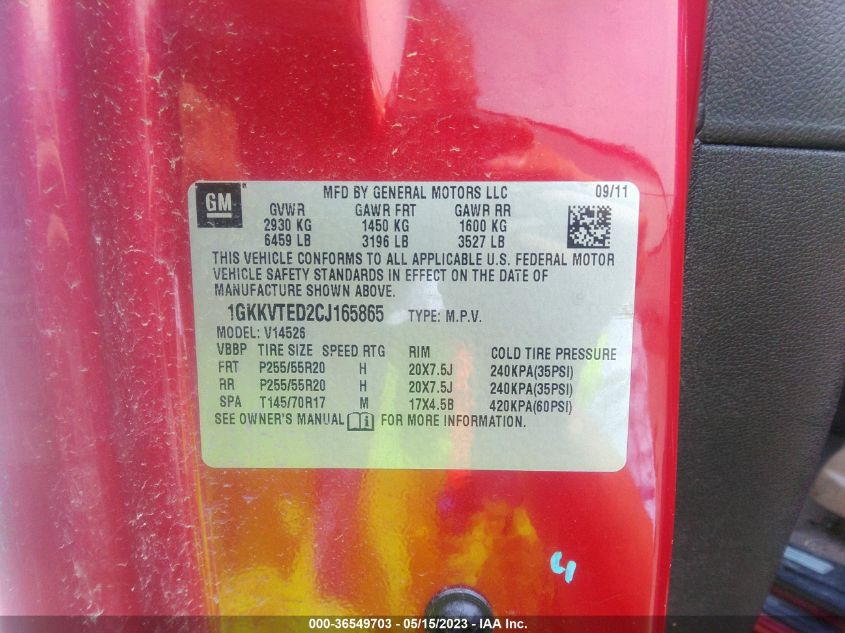 GM ® MFD BY GENERAL MOTORS LLC 09/11
GVWR GAWR FRT GAWR RR
2930 KG 1450 KG 1600 KG
6459 LB 3196 LB 3527 LB
THIS VEHICLE CONFORMS TO ALL APPLICABLE U.S. FEDERAL MOTOR
VEHICLE SAFETY STANDARDS IN EFFECT ON THE DATE OF
MANUFACTURE SHOWN ABOVE.
1GKKVTED2CJ165865 TYPE: M.P.V.
MODEL: V14526
VBBP TIRE SIZE SPEED RTG RIM COLD TIRE PRESSURE
FRT P255/55R20 H 20X7.5J 240KPA(35PSI)
RR P255/55R20 H 20X7.5J 240KPA(35PSI)
SPA T145/70R17 M 17X4.5B 420KPA(60PSI)
SEE OWNER'S MANUAL FOR MORE INFORMATION.
4
000-36549703 - 05/15/2023 - IAA Inc.